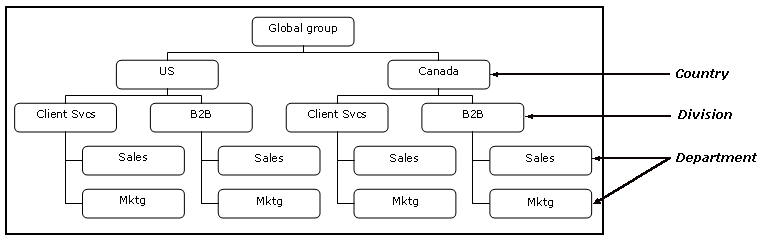 Global group
US
Canada
Country
Client Svcs
B2B
Client Svcs
B2B
Division
Sales
Sales
Sales
Sales
Department
Mktg
Mktg
Mktg
Mktg